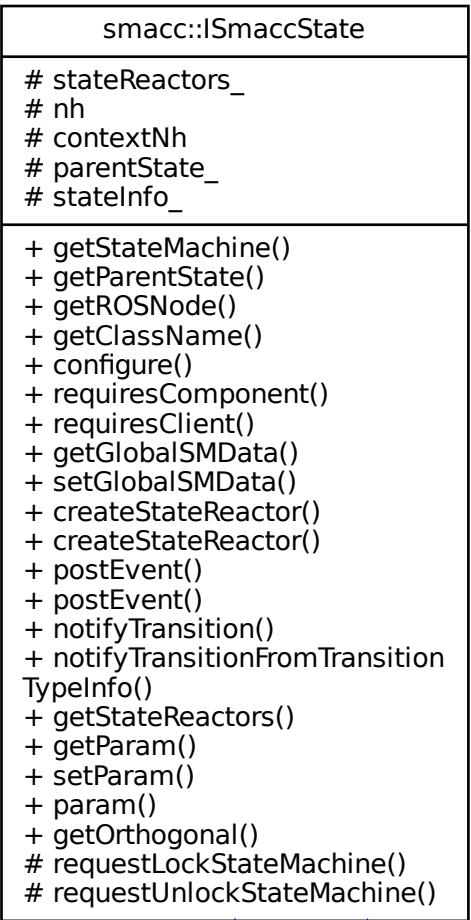 smacc::ISmaccState
# stateReactors_
# nh
# contextNh
# parentState_
# stateInfo_
+ getStateMachine()
+ getParentState()
+ getROSNode()
+ getClassName()
+ configure()
+ requiresComponent()
+ requiresClient()
+ getGlobalSMData()
+ setGlobalSMData()
+ createStateReactor()
+ createStateReactor()
+ postEvent()
+ postEvent()
+ notifyTransition()
+ notifyTransitionFromTransition
TypeInfo()
+ getStateReactors()
+ getParam()
+ setParam()
+ param()
+ getOrthogonal()
# requestLockStateMachine()
# requestUnlockStateMachine()